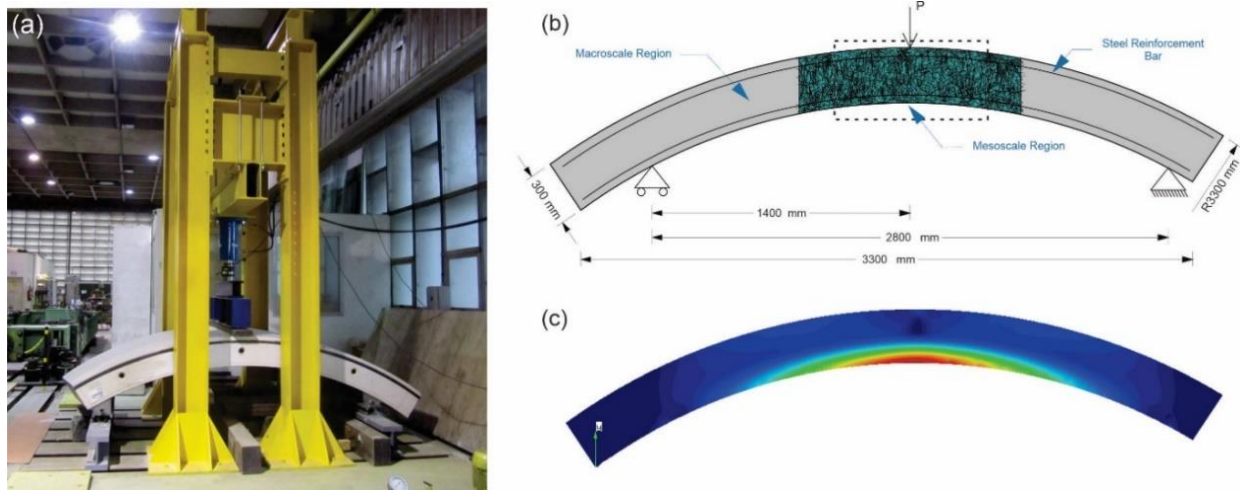 (a)
(b)
P
Macroscale Region
Steel Reinforcement
Bar
Mesoscale Region
300 mm
R3300 mm
1400 mm
2800 mm
3300 mm
(c)